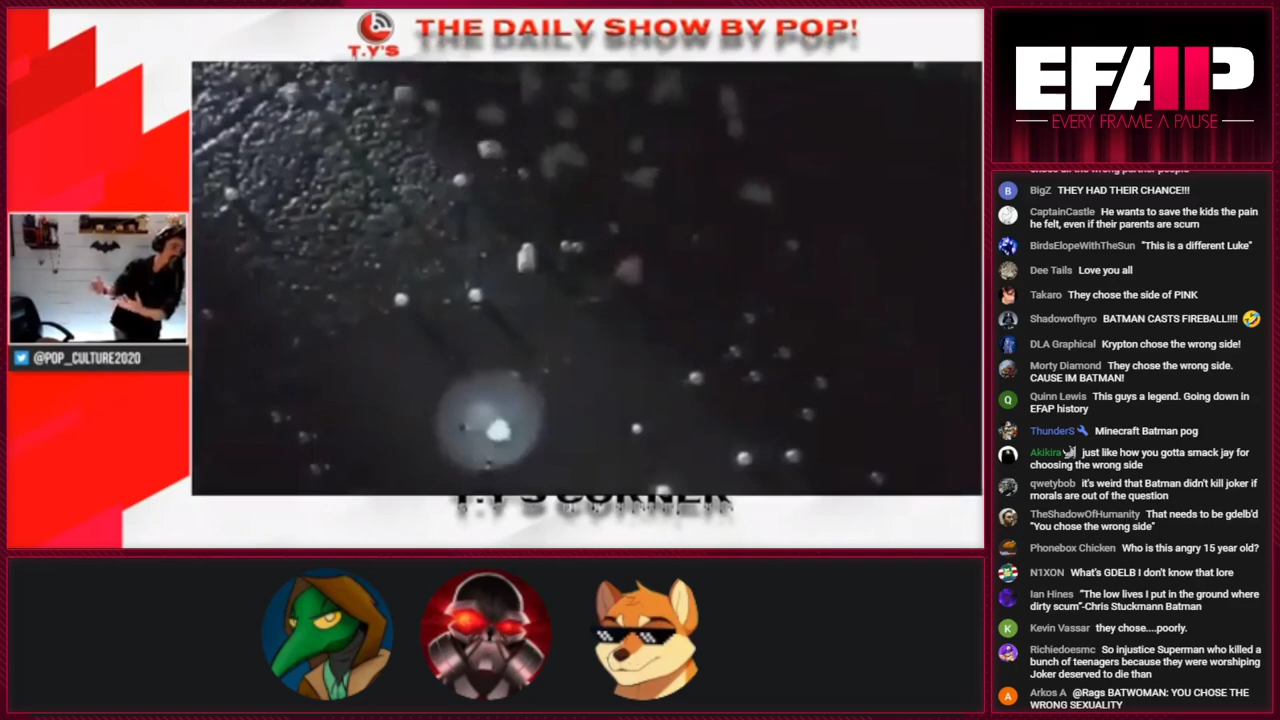 T.Y'S
THE DAILY SHOW BY POP!
@POP_CULTURE2020
T.Y'S CORNER
EFAP
EVERY FRAME A PAUSE
BigZ THEY HAD THEIR CHANCE!!!
CaptainCastle He wants to save the kids the pain
he felt, even if their parents are scum
BirdsElopeWithTheSun "This is a different Luke"
Dee Tails Love you all
Takaro They chose the side of PINK
Shadowofhyro BATMAN CASTS FIREBALL!!!! 🤣
DLA Graphical Krypton chose the wrong side!
Morty Diamond They chose the wrong side.
CAUSE IM BATMAN!
Quinn Lewis This guys a legend. Going down in
EFAP history
ThunderS Minecraft Batman pog
Akikira just like how you gotta smack jay for
choosing the wrong side
qwetybob it's weird that Batman didn't kill joker if
morals are out of the question
TheShadowOfHumanity That needs to be gdelb'd
"You chose the wrong side"
Phonebox Chicken Who is this angry 15 year old?
N1XON What's GDELB I don't know that lore
Ian Hines "The low lives I put in the ground where
dirty scum"-Chris Stuckmann Batman
Kevin Vassar they chose....poorly.
Richiedoesmc So injustice Superman who killed a
bunch of teenagers because they were worshiping
Joker deserved to die than
Arkos A @Rags BATWOMAN: YOU CHOSE THE
WRONG SEXUALITY